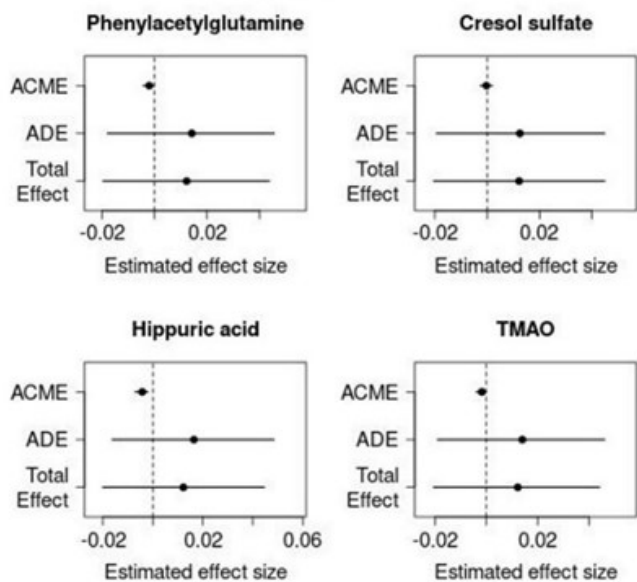 Phenylacetylglutamine
ACME
ADE
Total
Effect
-0.02 0.02
Estimated effect size
Cresol sulfate
ACME
ADE
Total
Effect
-0.02 0.02
Estimated effect size
Hippuric acid
ACME
ADE
Total
Effect
-0.02 0.02 0.06
Estimated effect size
TMAO
ACME
ADE
Total
Effect
-0.02 0.02
Estimated effect size